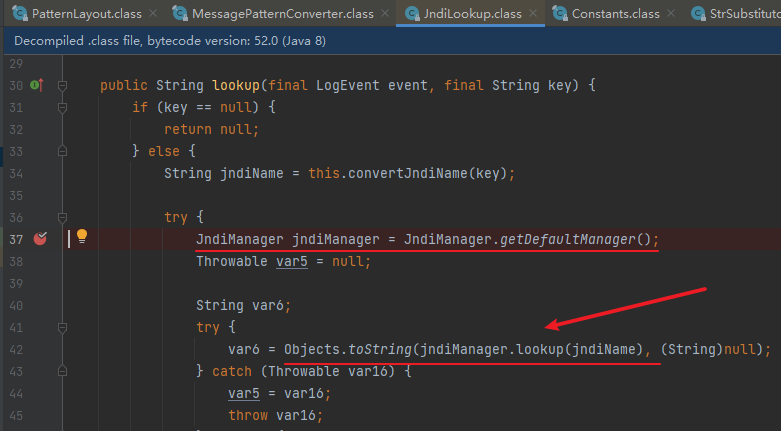 PatternLayout.class × MessagePatternConverter.class × JndiLookup.class × Constants.class × StrSubstituto
Decompiled .class file, bytecode version: 52.0 (Java 8)
29
30 public String lookup(final LogEvent event, final String key) {
31 if (key == null) {
32 return null;
33 } else {
34 String jndiName = this.convertJndiName(key);
35
36 try {
37 JndiManager jndiManager = JndiManager.getDefaultManager();
38 Throwable var5 = null;
39
40 String var6;
41 try {
42 var6 = Objects.toString(jndiManager.lookup(jndiName), (String)null);
43 } catch (Throwable var16) {
44 var5 = var16;
45 throw var16;